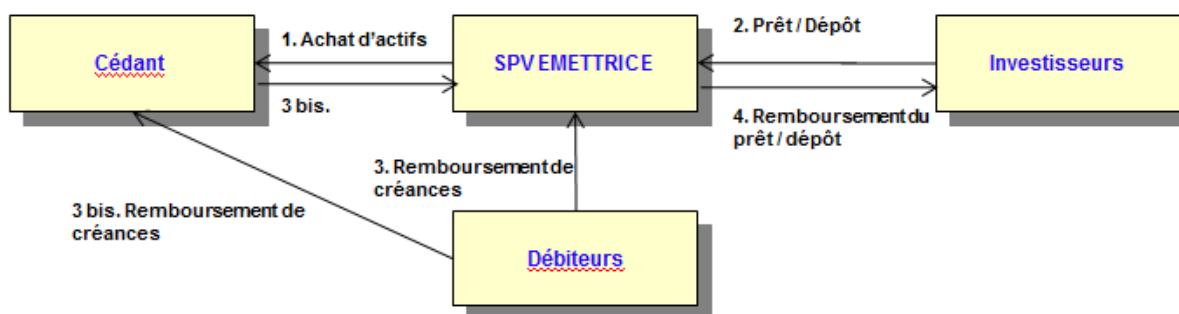 2. Prêt / Dépôt
1. Achat d'actifs
Cédant
SPV EMETTRICE
Investisseurs
3 bis.
4. Remboursement du
prêt / dépôt
3. Remboursement de
créances
3 bis. Remboursement de
créances
Débiteurs